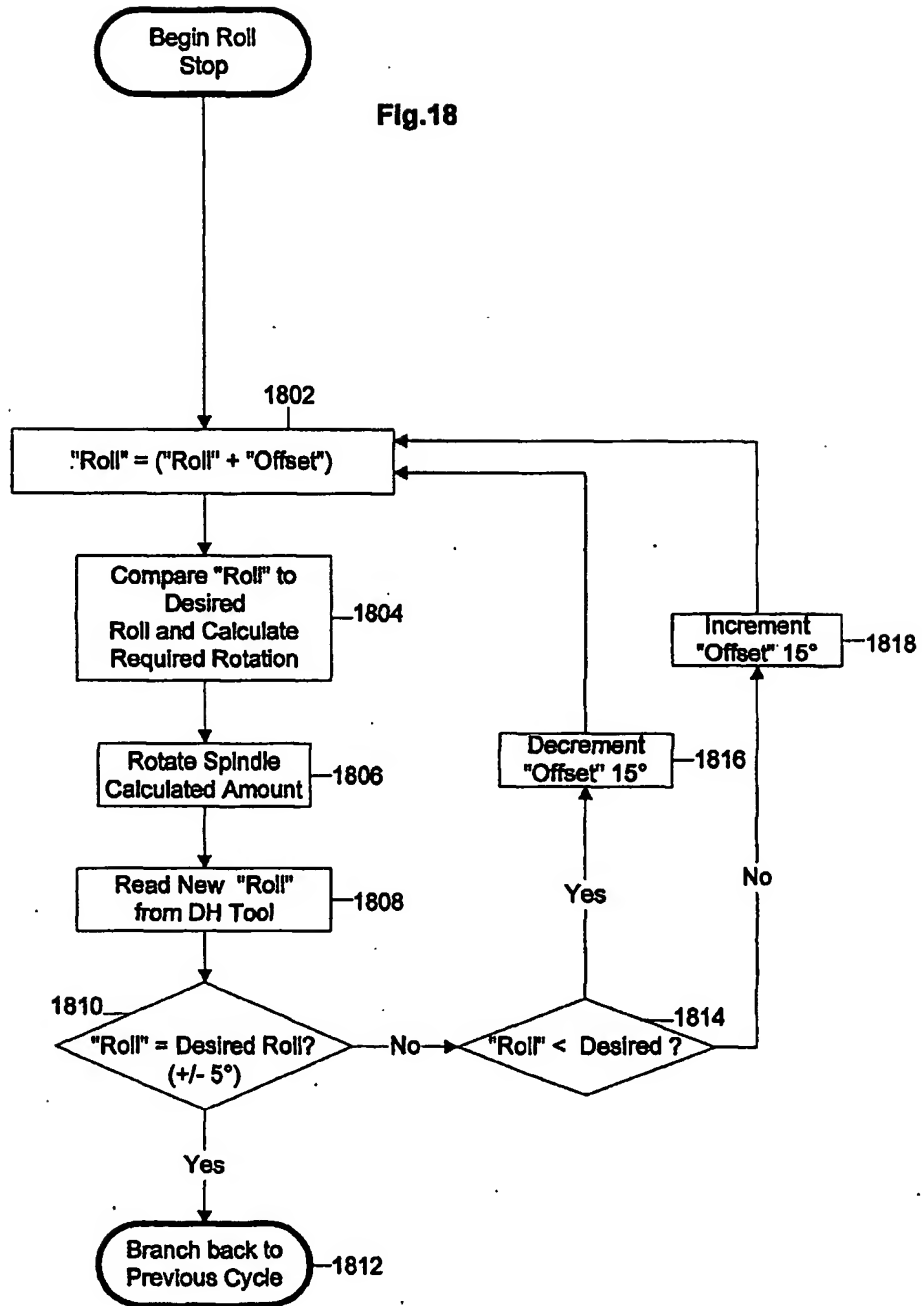 Begin Roll
Stop
Fig.18
1802
."Roll" = ("Roll" + "Offset")
Compare "Roll" to
Desired
Roll and Calculate
Required Rotation
1804
Increment
"Offset" 15°
1818
Rotate Spindle
Calculated Amount
1806
Decrement
"Offset" 15°
1816
Read New "Roll"
from DH Tool
1808
Yes
No
1810
"Roll" = Desired Roll?
(+/- 5°)
No
1814
"Roll" < Desired ?
Yes
Branch back to
Previous Cycle
1812